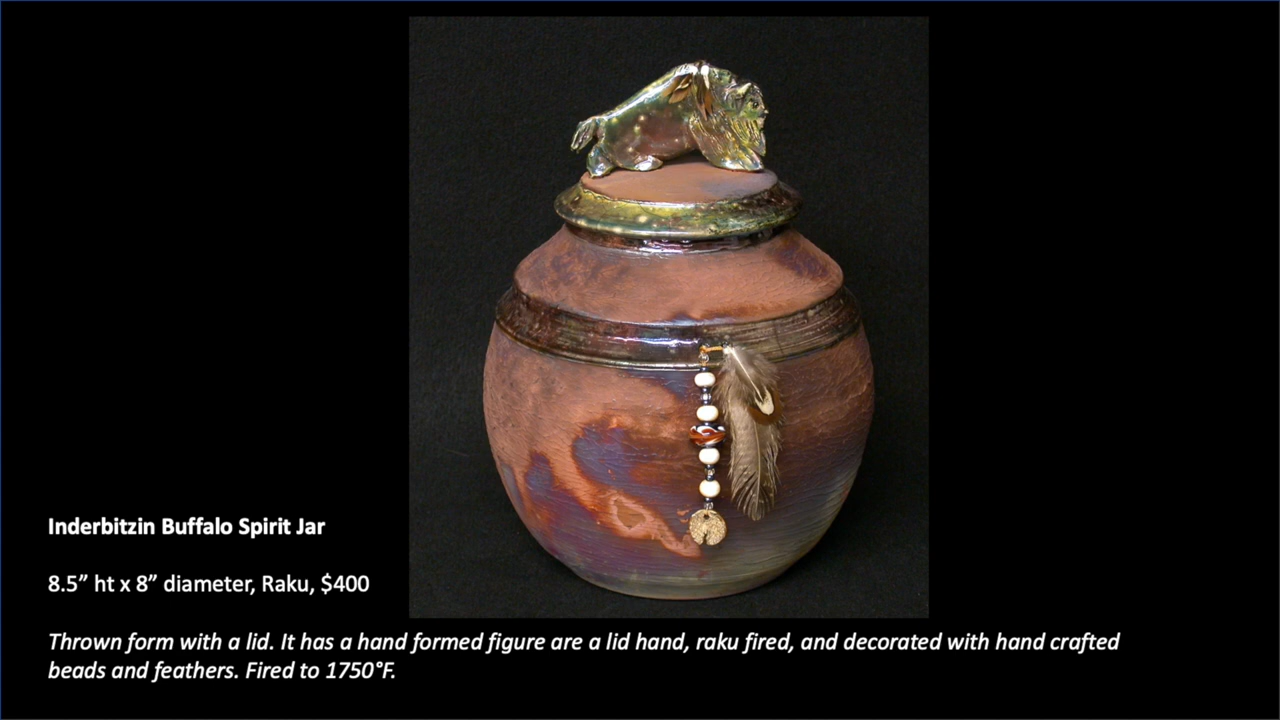 Inderbitzin Buffalo Spirit Jar
8.5” ht x 8” diameter, Raku, $400
Thrown form with a lid. It has a hand formed figure are a lid hand, raku fired, and decorated with hand crafted
beads and feathers. Fired to 1750°F.